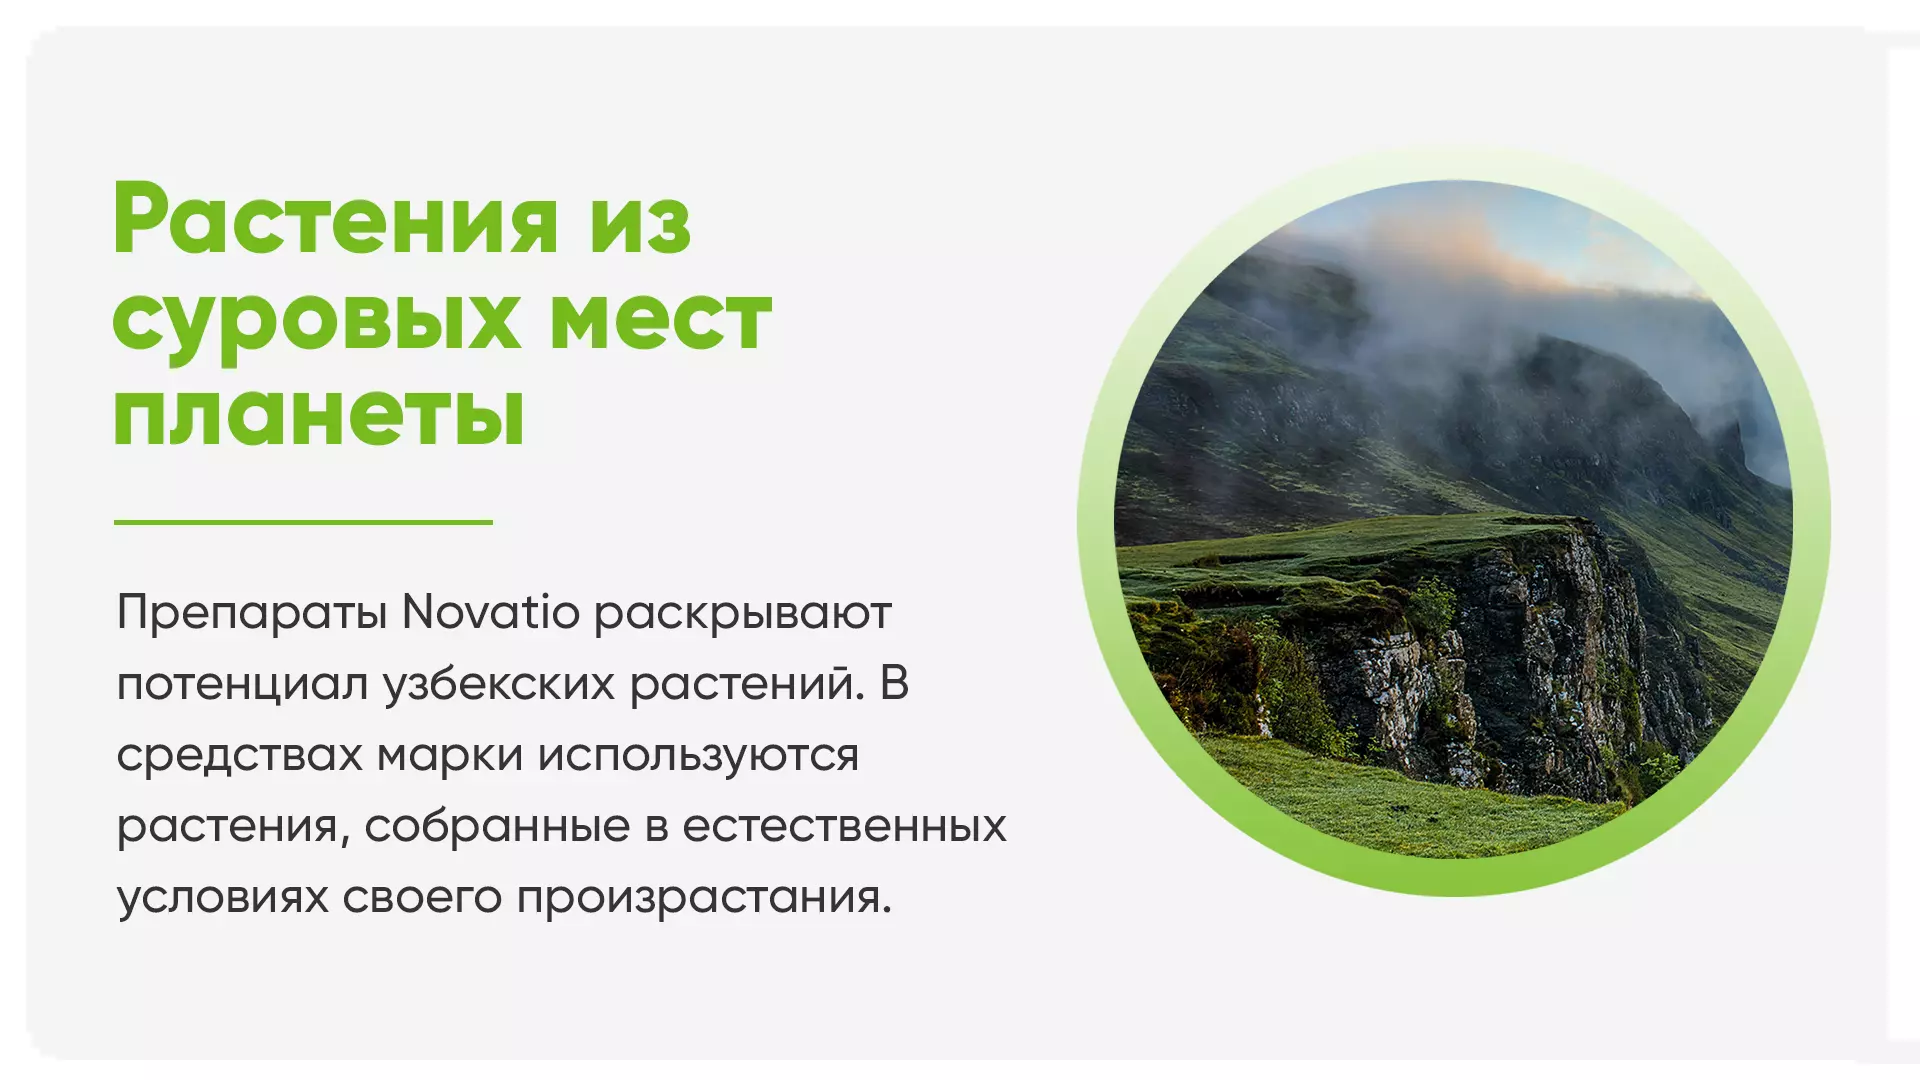 Растения из
суровых мест
планеты
Препараты Novatio раскрывают
потенциал узбекских растений. В
средствах марки используются
растения, собранные в естественных
условиях своего произрастания.